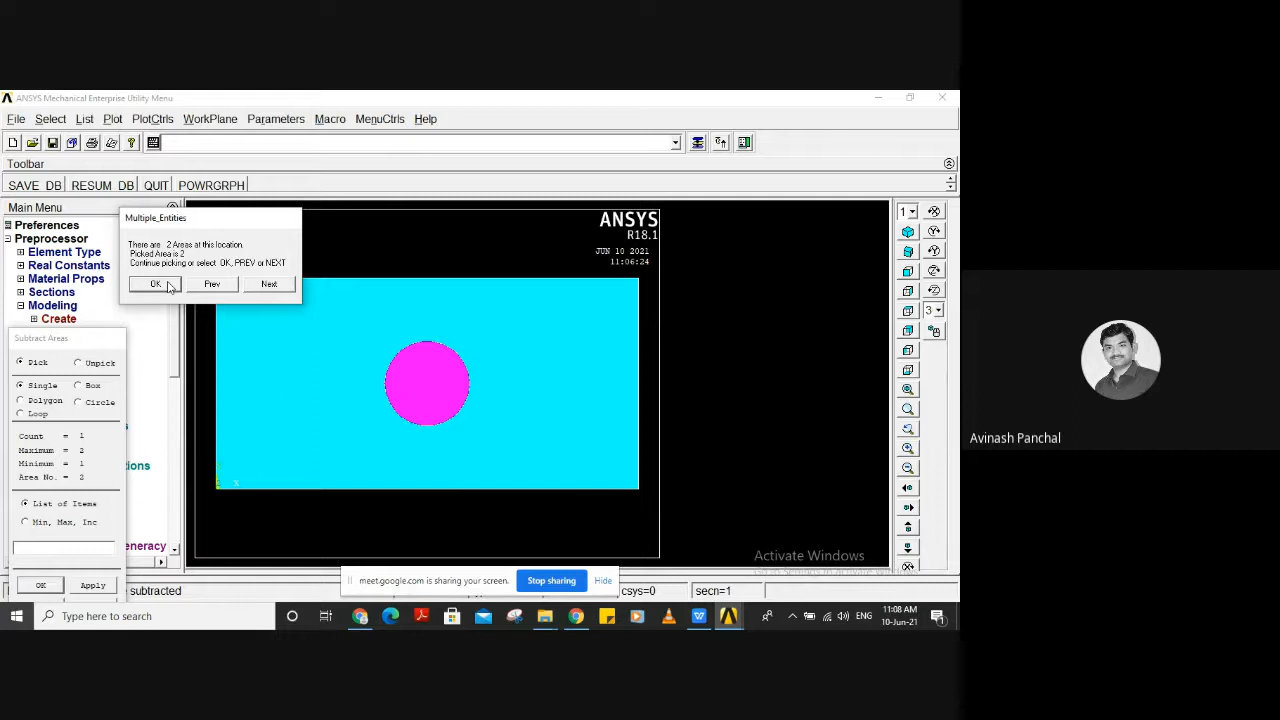 ANSYS Mechanical Enterprise Utility Menu
File Select List Plot PlotCtrls WorkPlane Parameters Macro MenuCtrls Help
Toolbar
SAVE_DB RESUM_DB QUIT POWRGRPH
Main Menu
Preferences
Preprocessor
Element Type
Real Constants
Material Props
Sections
Modeling
Create
Multiple_Entities
There are 2 Areas at this location.
Picked Area is 2
Continue picking or select OK, PREV or NEXT
OK Prev Next
Subtract Areas
Pick Unpick
Single Box
Polygon Circle
Loop
Count = 1
Maximum = 2
Minimum = 1
Area No. = 2
List of Items
Min, Max, Inc
OK Apply
eneracy
subtracted
ANSYS
R18.1
JUN 10 2021
11:06:24
X
1
3
Activate Windows
meet.google.com is sharing your screen. Stop sharing Hide
csys=0 secn=1
Type here to search
ENG
11:08 AM
10-Jun-21
1
Avinash Panchal